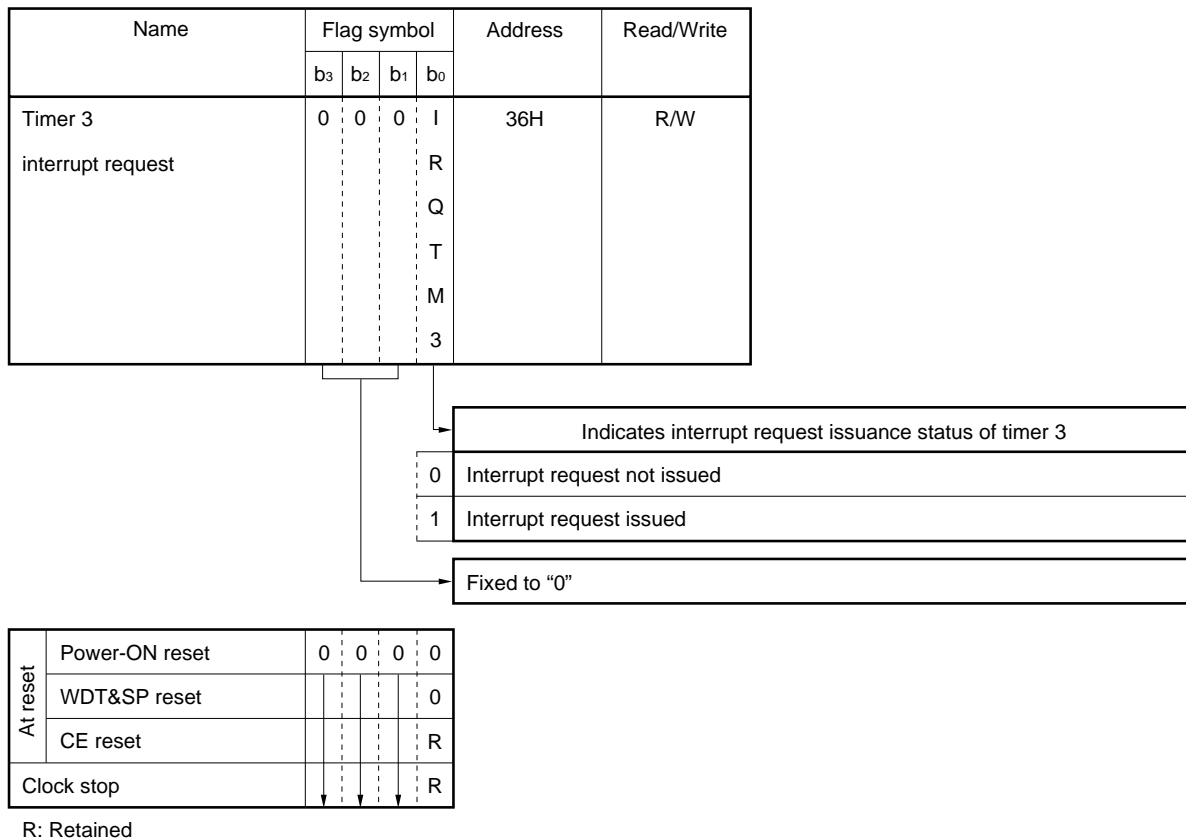 Name Flag symbol Address Read/Write
b3 b2 b1 b0
Timer 3 0 0 0 I 36H R/W
interrupt request R
Q
T
M
3
Indicates interrupt request issuance status of timer 3
0 Interrupt request not issued
1 Interrupt request issued
Fixed to “0”
At reset
Power-ON reset 0 0 0 0
WDT&SP reset 0
CE reset R
Clock stop R
R: Retained